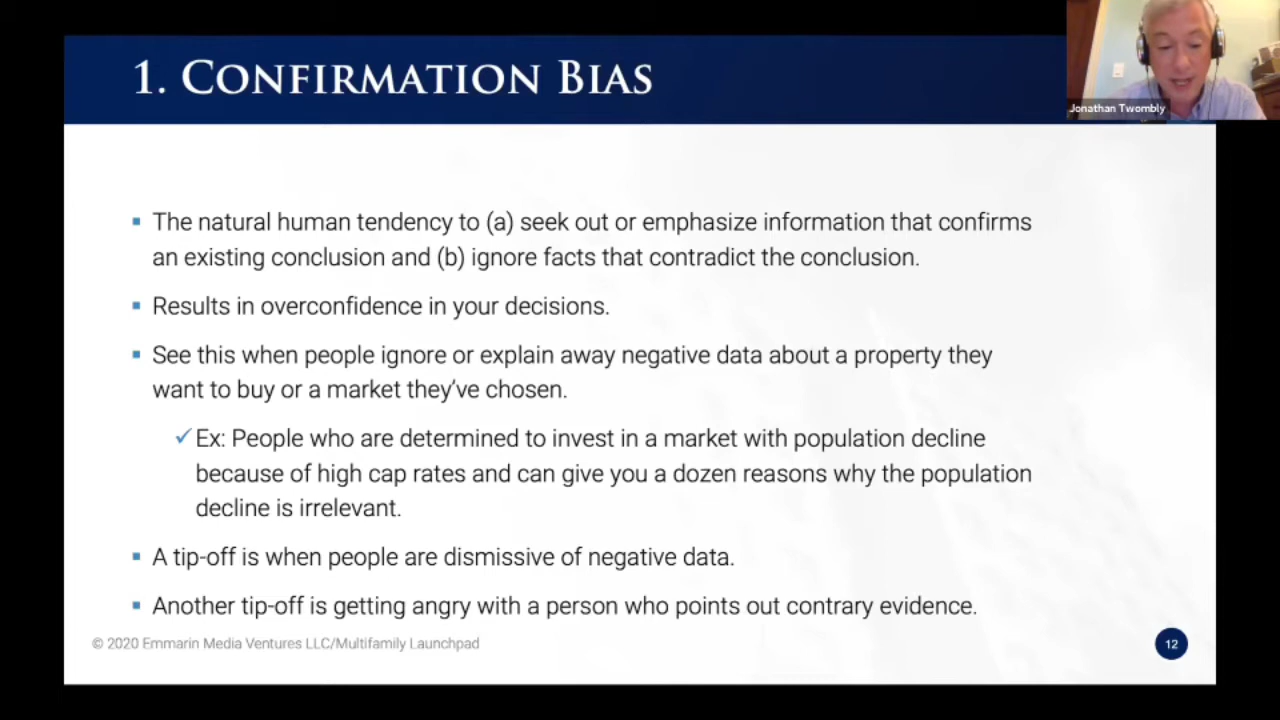 1. Confirmation Bias
Jonathan Twombly
▪ The natural human tendency to (a) seek out or emphasize information that confirms
an existing conclusion and (b) ignore facts that contradict the conclusion.
▪ Results in overconfidence in your decisions.
▪ See this when people ignore or explain away negative data about a property they
want to buy or a market they’ve chosen.
✓ Ex: People who are determined to invest in a market with population decline
because of high cap rates and can give you a dozen reasons why the population
decline is irrelevant.
▪ A tip-off is when people are dismissive of negative data.
▪ Another tip-off is getting angry with a person who points out contrary evidence.
© 2020 Emmarin Media Ventures LLC/Multifamily Launchpad
12